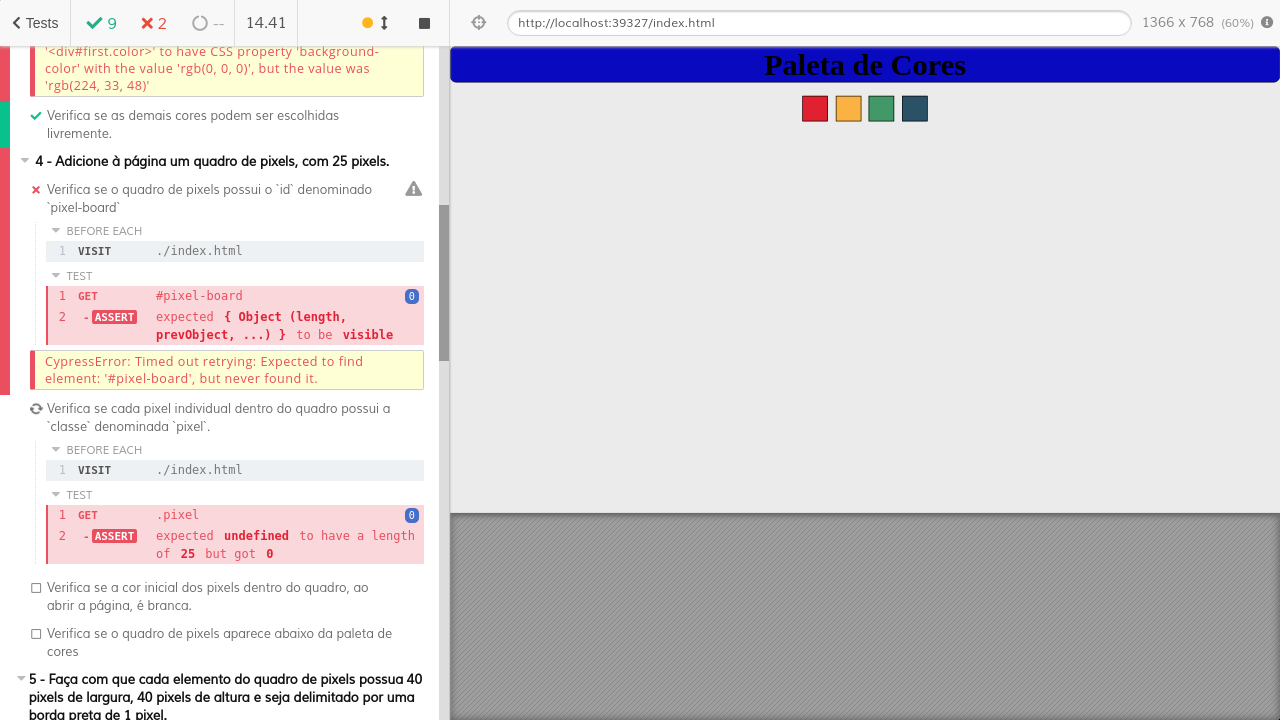 Tests
9
2
--
14.41
http://localhost:39327/index.html
1366 x 768 (60%)
'<div#first.color>' to have CSS property 'background-
color' with the value 'rgb(0, 0, 0)', but the value was
'rgb(224, 33, 48)'
Verifica se as demais cores podem ser escolhidas
livremente.
4 - Adicione à página um quadro de pixels, com 25 pixels.
Verifica se o quadro de pixels possui o `id` denominado
`pixel-board`
BEFORE EACH
1 VISIT ./index.html
TEST
1 GET #pixel-board 0
2 -ASSERT expected { Object (length,
prevObject, ...) } to be visible
CypressError: Timed out retrying: Expected to find
element: '#pixel-board', but never found it.
Verifica se cada pixel individual dentro do quadro possui a
`classe` denominada `pixel`.
BEFORE EACH
1 VISIT ./index.html
TEST
1 GET .pixel 0
2 -ASSERT expected undefined to have a length
of 25 but got 0
Verifica se a cor inicial dos pixels dentro do quadro, ao
abrir a página, é branca.
Verifica se o quadro de pixels aparece abaixo da paleta de
cores
5 - Faça com que cada elemento do quadro de pixels possua 40
pixels de largura, 40 pixels de altura e seja delimitado por uma
borda preta de 1 pixel.
Paleta de Cores